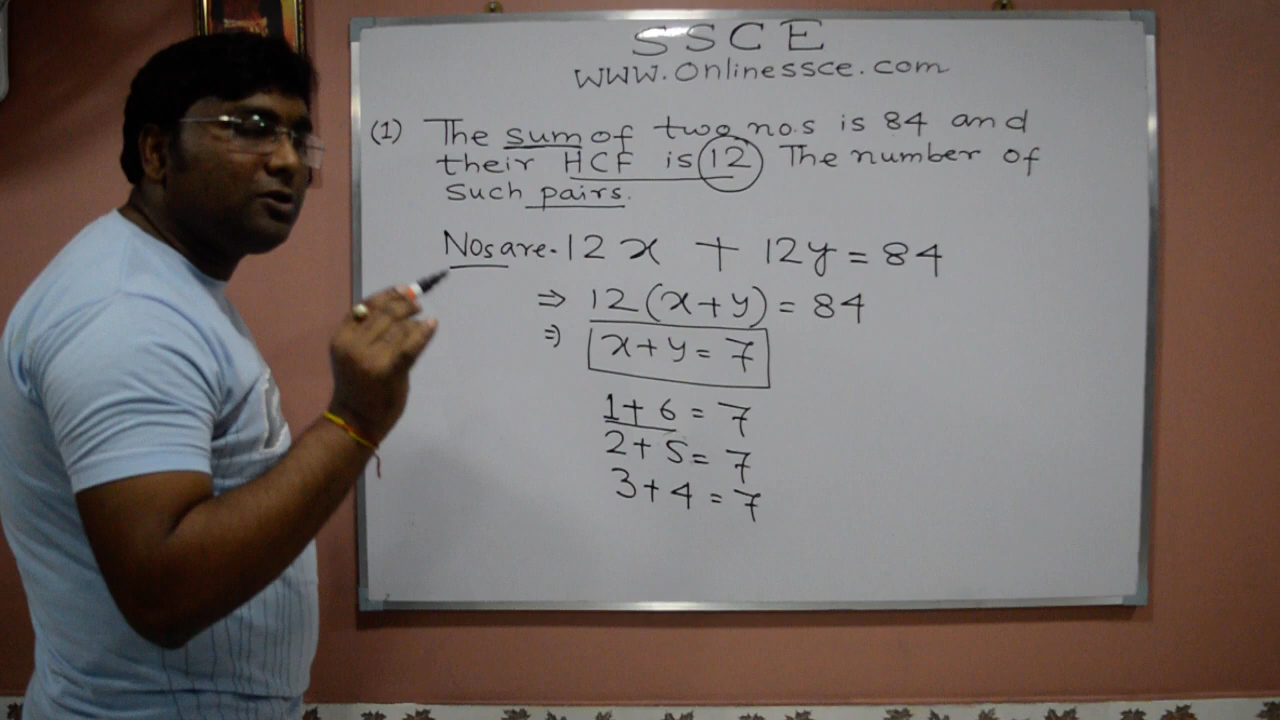 SSCE
www.onlinessce.com
(1) The sum of two no.s is 84 and
their HCF is 12 The number of
such pairs.
Nos are. 12x + 12y = 84
⇒ 12(x+y) = 84
⇒ x+y = 7
1+6 = 7
2+5 = 7
3+4 = 7